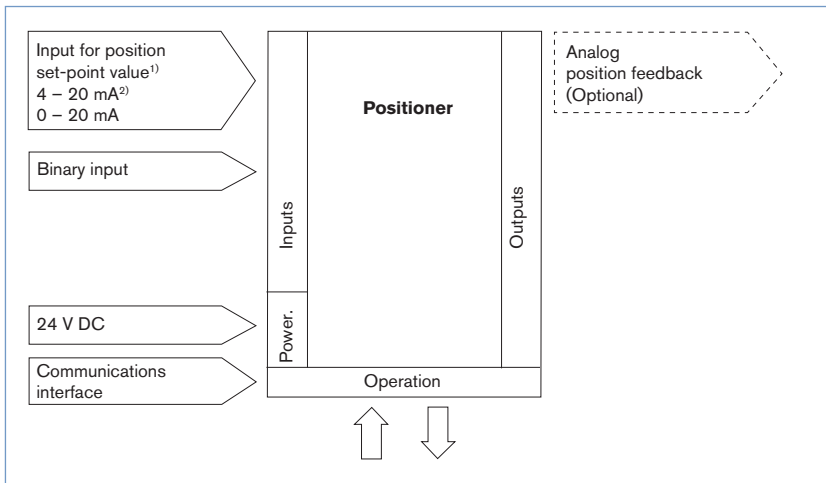 Input for position
set-point value1)
4 – 20 mA2)
0 – 20 mA
Binary input
24 V DC
Communications
interface
Positioner
Inputs
Power.
Outputs
Operation
Analog
position feedback
(Optional)